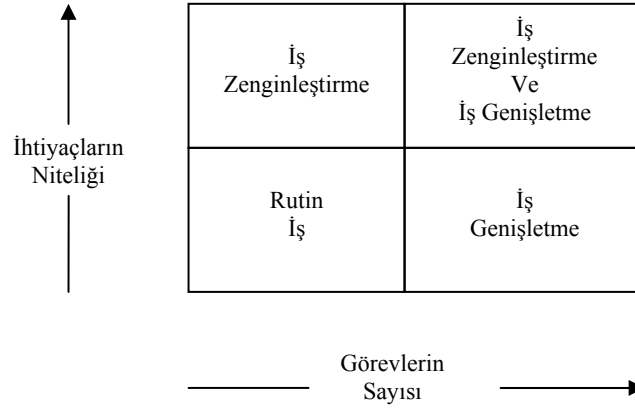 İş
Zenginleştirme
İş
Zenginleştirme
Ve
İş Genişletme
İhtiyaçların
Niteliği
Rutin
İş
İş
Genişletme
Görevlerin
Sayısı